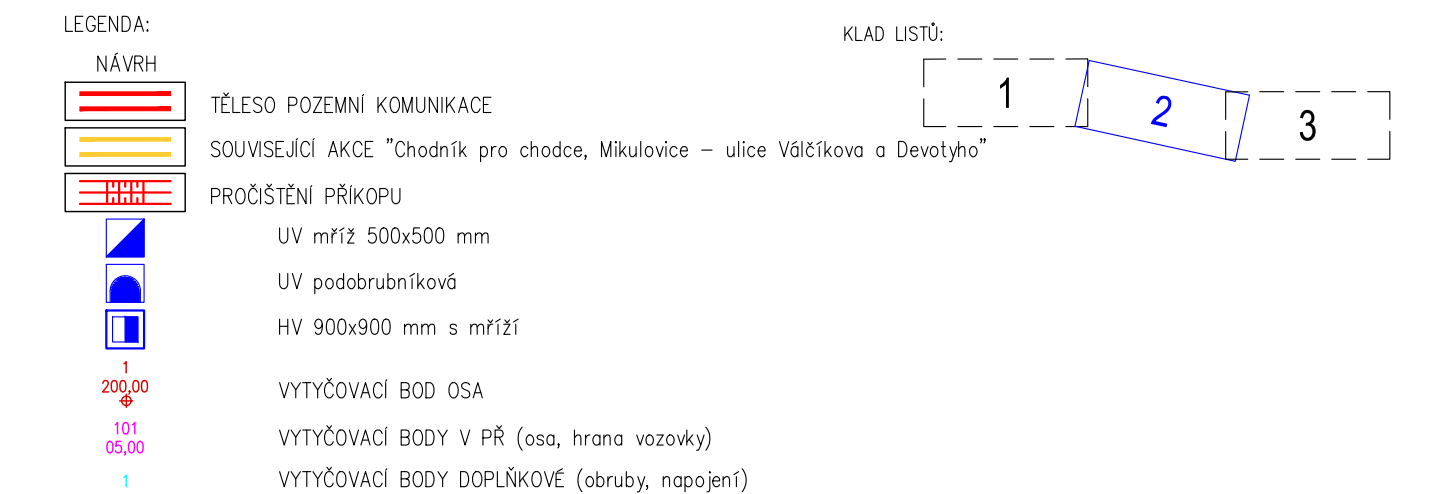 LEGENDA:
NÁVRH
TĚLESO POZEMNÍ KOMUNIKACE
SOUVISEJÍCÍ AKCE "Chodník pro chodce, Mikulovice – ulice Válčíkova a Devotyho"
PROČIŠTĚNÍ PŘÍKOPU
UV mříž 500x500 mm
UV podobrubníková
HV 900x900 mm s mříží
1
200,00
VYTYČOVACÍ BOD OSA
101
05,00
VYTYČOVACÍ BODY V PŘ (osa, hrana vozovky)
1
VYTYČOVACÍ BODY DOPLŇKOVÉ (obruby, napojení)
KLAD LISTŮ:
1
2
3